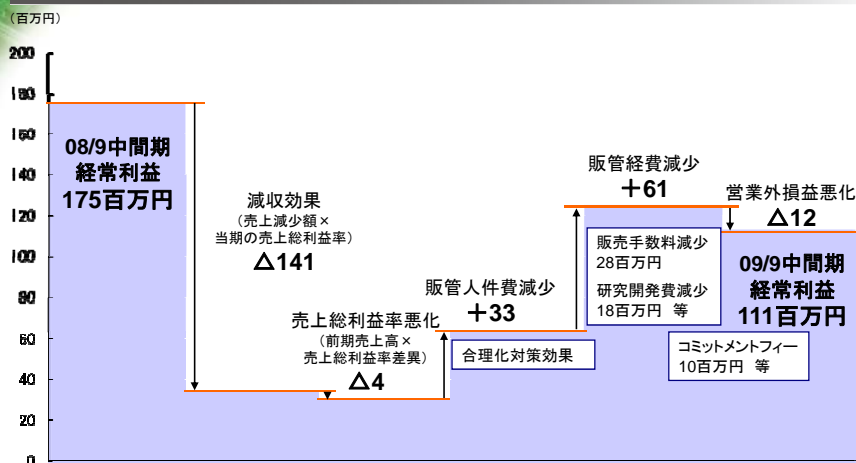 (百万円)
200
180
160
140
120
100
80
60
40
20
0
08/9中間期
経常利益
175百万円
減収効果
(売上減少額×
当期の売上総利益率)
△141
売上総利益率悪化
(前期売上高×
売上総利益率差異)
△4
販管人件費減少
+33
合理化対策効果
販管経費減少
+61
販売手数料減少
28百万円
研究開発費減少
18百万円 等
営業外損益悪化
△12
09/9中間期
経常利益
111百万円
コミットメントフィー
10百万円 等